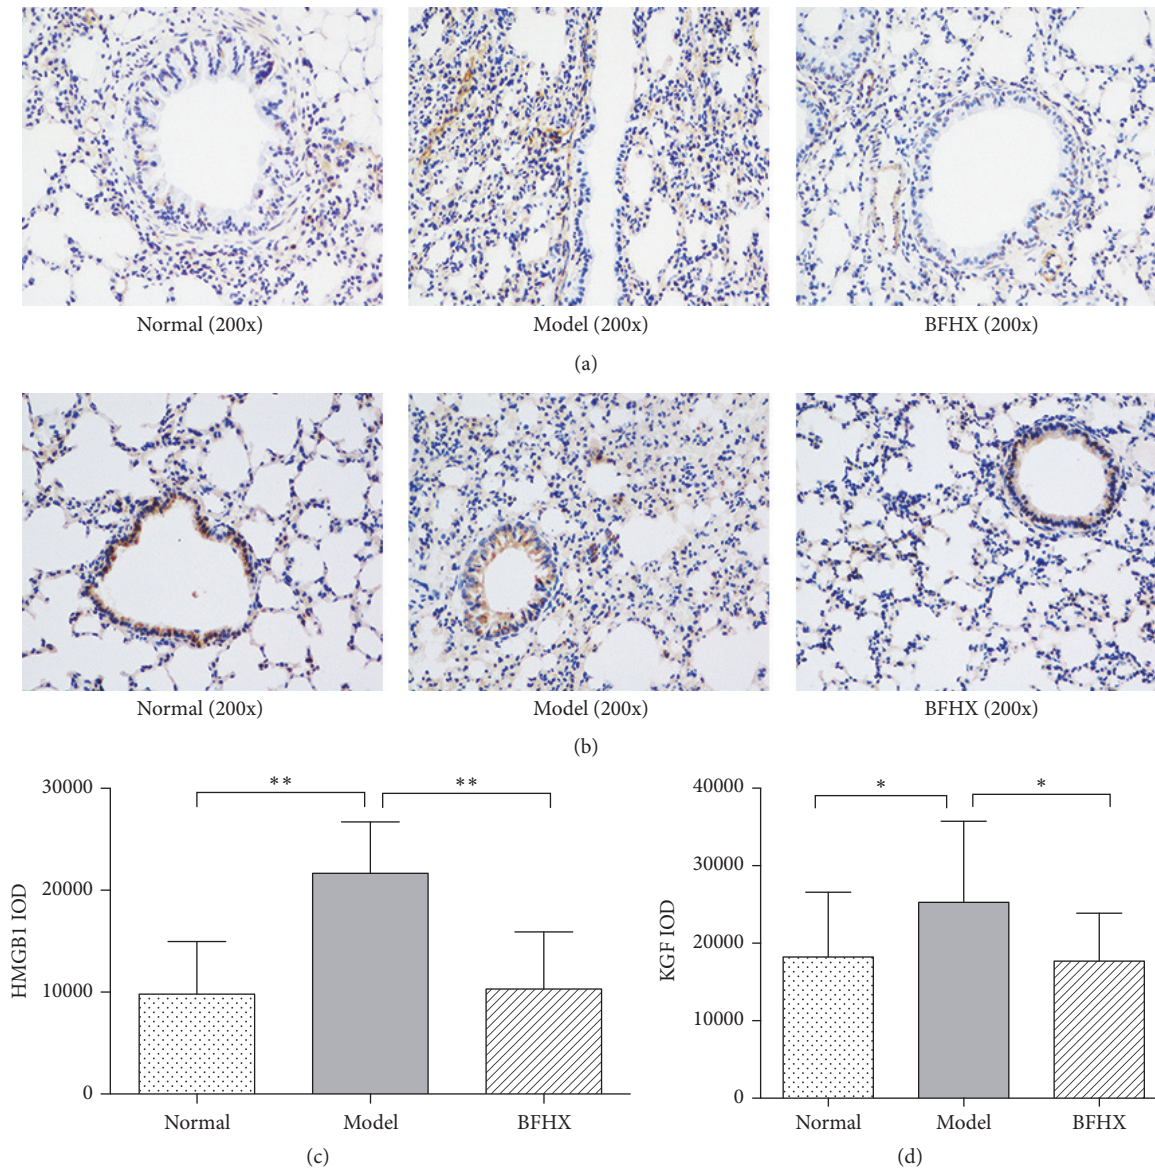 Normal (200x) Model (200x) BFHX (200x)
(a)
Normal (200x) Model (200x) BFHX (200x)
(b)
HMGB1 IOD
30000
20000
10000
0
** **
Normal Model BFHX
(c)
KGF IOD
40000
30000
20000
10000
0
* *
Normal Model BFHX
(d)